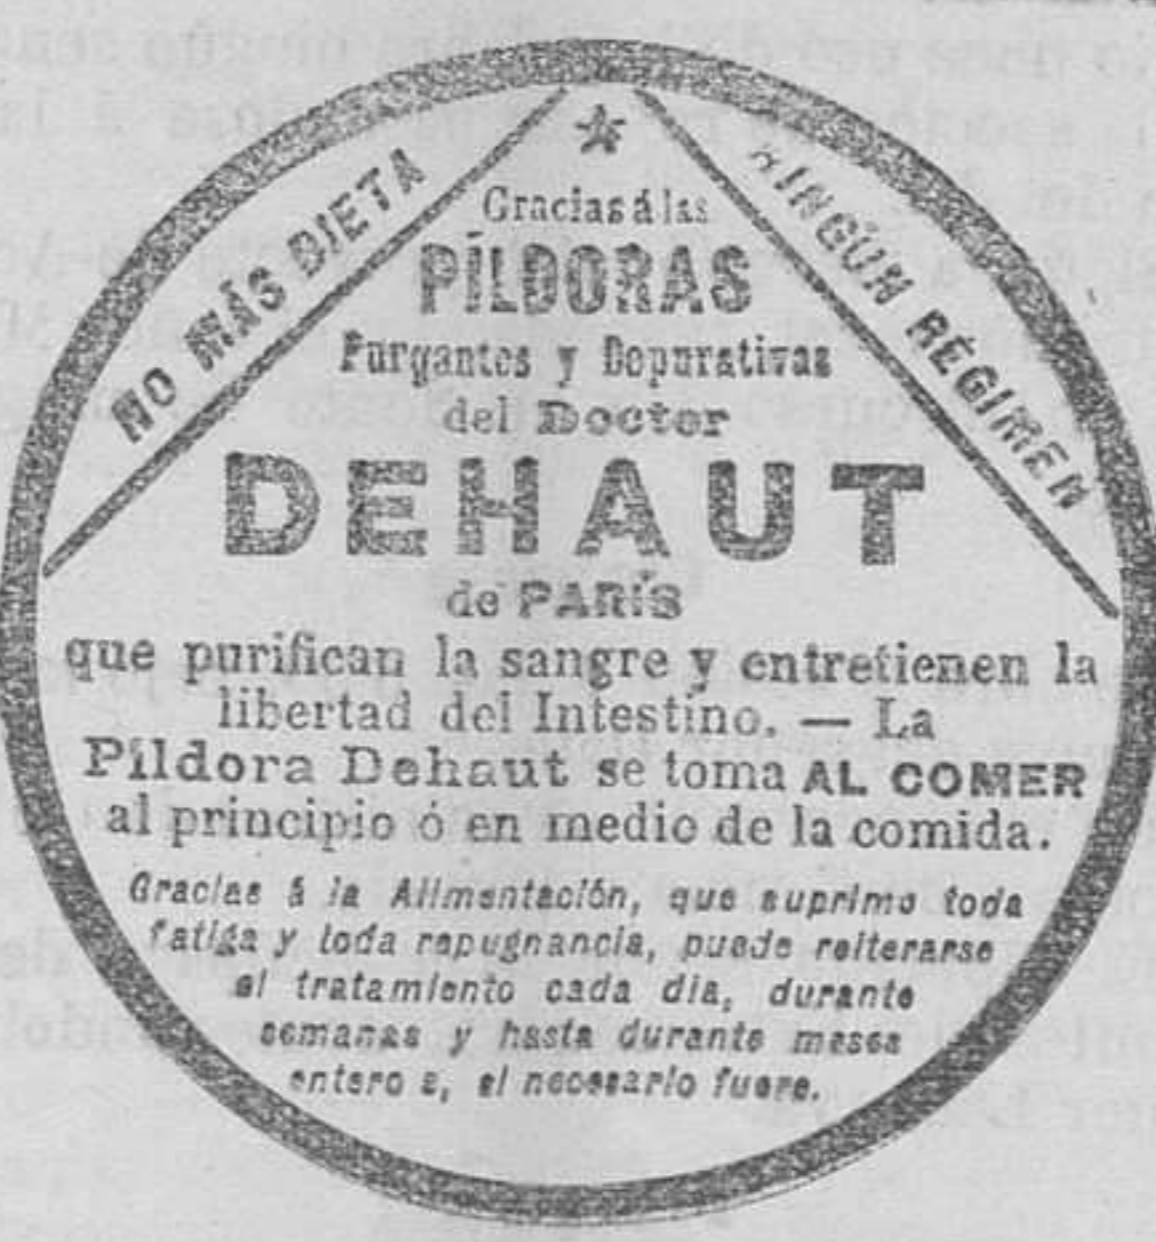 NO MÁS DIETA
NINGÚN RÉGIMEN
Gracias á las
PÍLDORAS
Purgantes y Depurativas
del Doctor
DEHAUT
de PARÍS
que purifican la sangre y entretienen la
libertad del Intestino. — La
Píldora Dehaut se toma AL COMER
al principio ó en medio de la comida.
Gracias á la Alimentación, que suprime toda
fatiga y toda repugnancia, puede reiterarse
el tratamiento cada dia, durante
semanas y hasta durante meses
entero s, si necesario fuere.